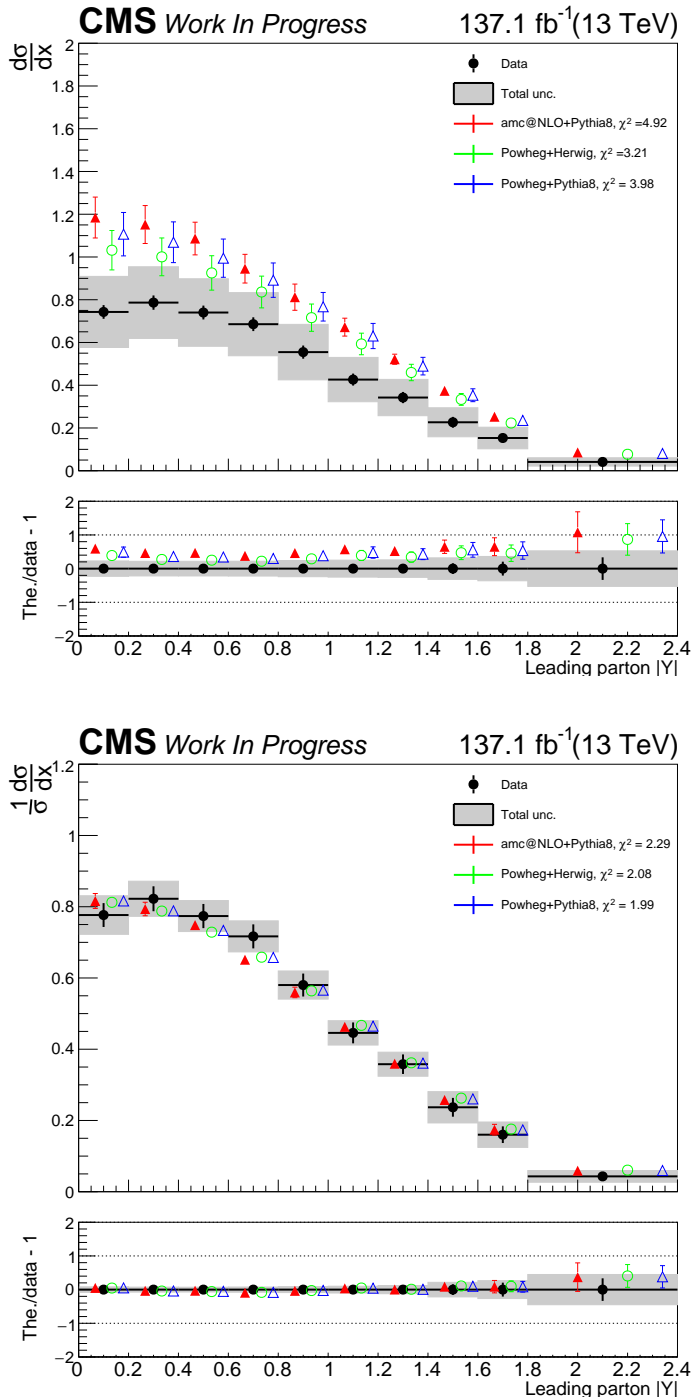 CMS Work In Progress 137.1 fb⁻¹(13 TeV)
dσ
dx
2
1.8
1.6
1.4
1.2
1
0.8
0.6
0.4
0.2
0
Data
Total unc.
amc@NLO+Pythia8, χ² =4.92
Powheg+Herwig, χ² =3.21
Powheg+Pythia8, χ² = 3.98
The./data - 1
2
1
0
−1
−2
0 0.2 0.4 0.6 0.8 1 1.2 1.4 1.6 1.8 2 2.2 2.4
Leading parton |Y|
CMS Work In Progress 137.1 fb⁻¹(13 TeV)
1 dσ
σ dx
1.2
1
0.8
0.6
0.4
0.2
0
Data
Total unc.
amc@NLO+Pythia8, χ² = 2.29
Powheg+Herwig, χ² = 2.08
Powheg+Pythia8, χ² = 1.99
The./data - 1
2
1
0
−1
−2
0 0.2 0.4 0.6 0.8 1 1.2 1.4 1.6 1.8 2 2.2 2.4
Leading parton |Y|